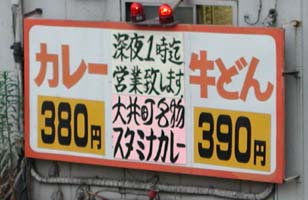 カレー
380円
深夜1時迄
営業致します
大井町名物
スタミナカレー
牛どん
390円